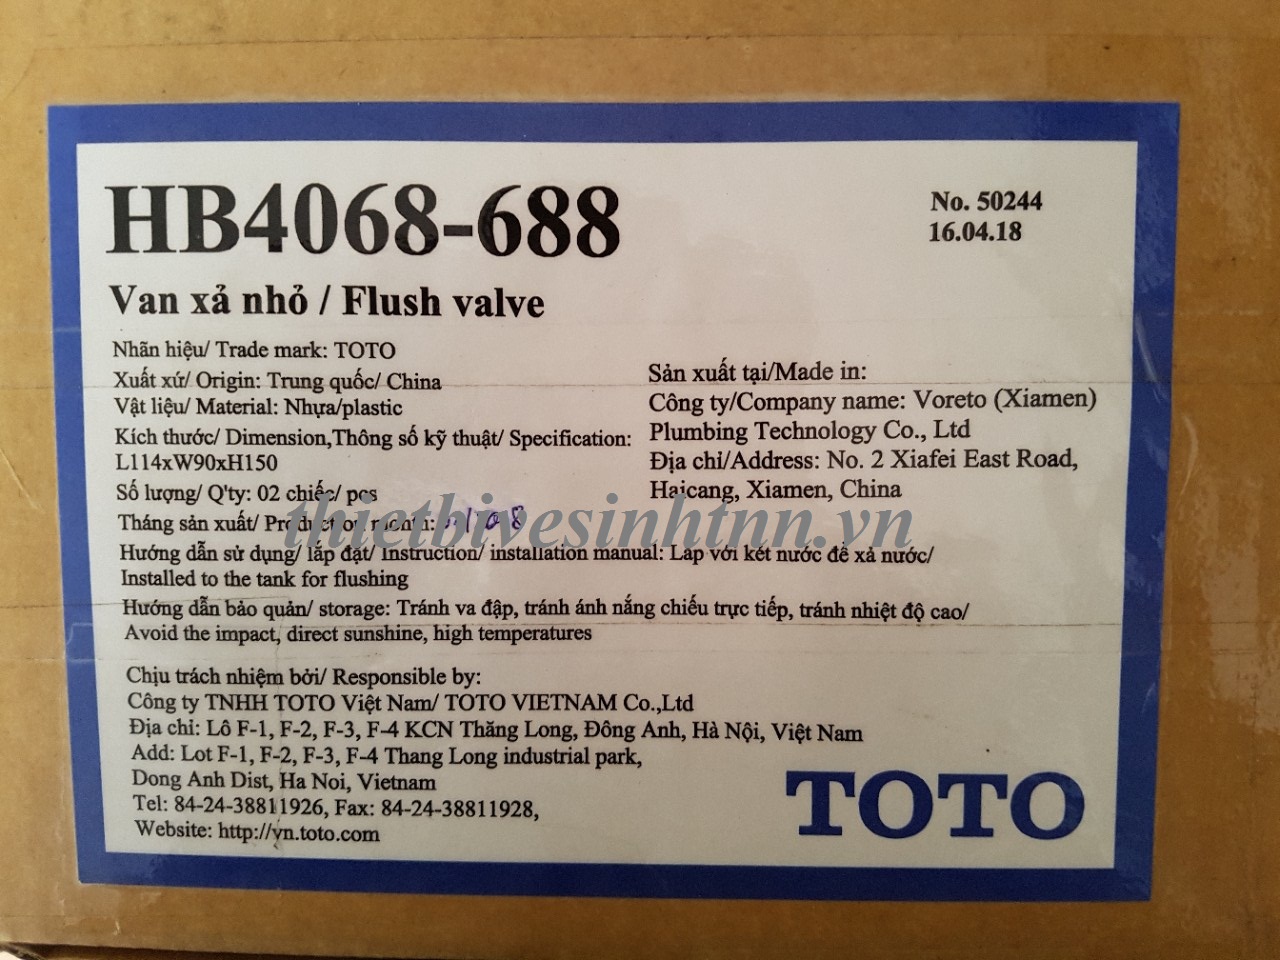 HB4068-688
No. 50244
16.04.18
Van xả nhỏ / Flush valve
Nhãn hiệu/ Trade mark: TOTO
Xuất xứ/ Origin: Trung quốc/ China
Vật liệu/ Material: Nhựa/plastic
Kích thước/ Dimension,Thông số kỹ thuật/ Specification:
L114xW90xH150
Số lượng/ Q'ty: 02 chiếc/ pcs
Tháng sản xuất/ Production month:
Sản xuất tại/Made in:
Công ty/Company name: Voreto (Xiamen)
Plumbing Technology Co., Ltd
Địa chỉ/Address: No. 2 Xiafei East Road,
Haicang, Xiamen, China
thietbivesinhtnn.vn
Hướng dẫn sử dụng/ lắp đặt/ Instruction/ installation manual: Lắp với két nước để xả nước/
Installed to the tank for flushing
Hướng dẫn bảo quản/ storage: Tránh va đập, tránh ánh nắng chiếu trực tiếp, tránh nhiệt độ cao/
Avoid the impact, direct sunshine, high temperatures
Chịu trách nhiệm bởi/ Responsible by:
Công ty TNHH TOTO Việt Nam/ TOTO VIETNAM Co.,Ltd
Địa chỉ: Lô F-1, F-2, F-3, F-4 KCN Thăng Long, Đông Anh, Hà Nội, Việt Nam
Add: Lot F-1, F-2, F-3, F-4 Thang Long industrial park,
Dong Anh Dist, Ha Noi, Vietnam
Tel: 84-24-38811926, Fax: 84-24-38811928,
Website: http://vn.toto.com
TOTO